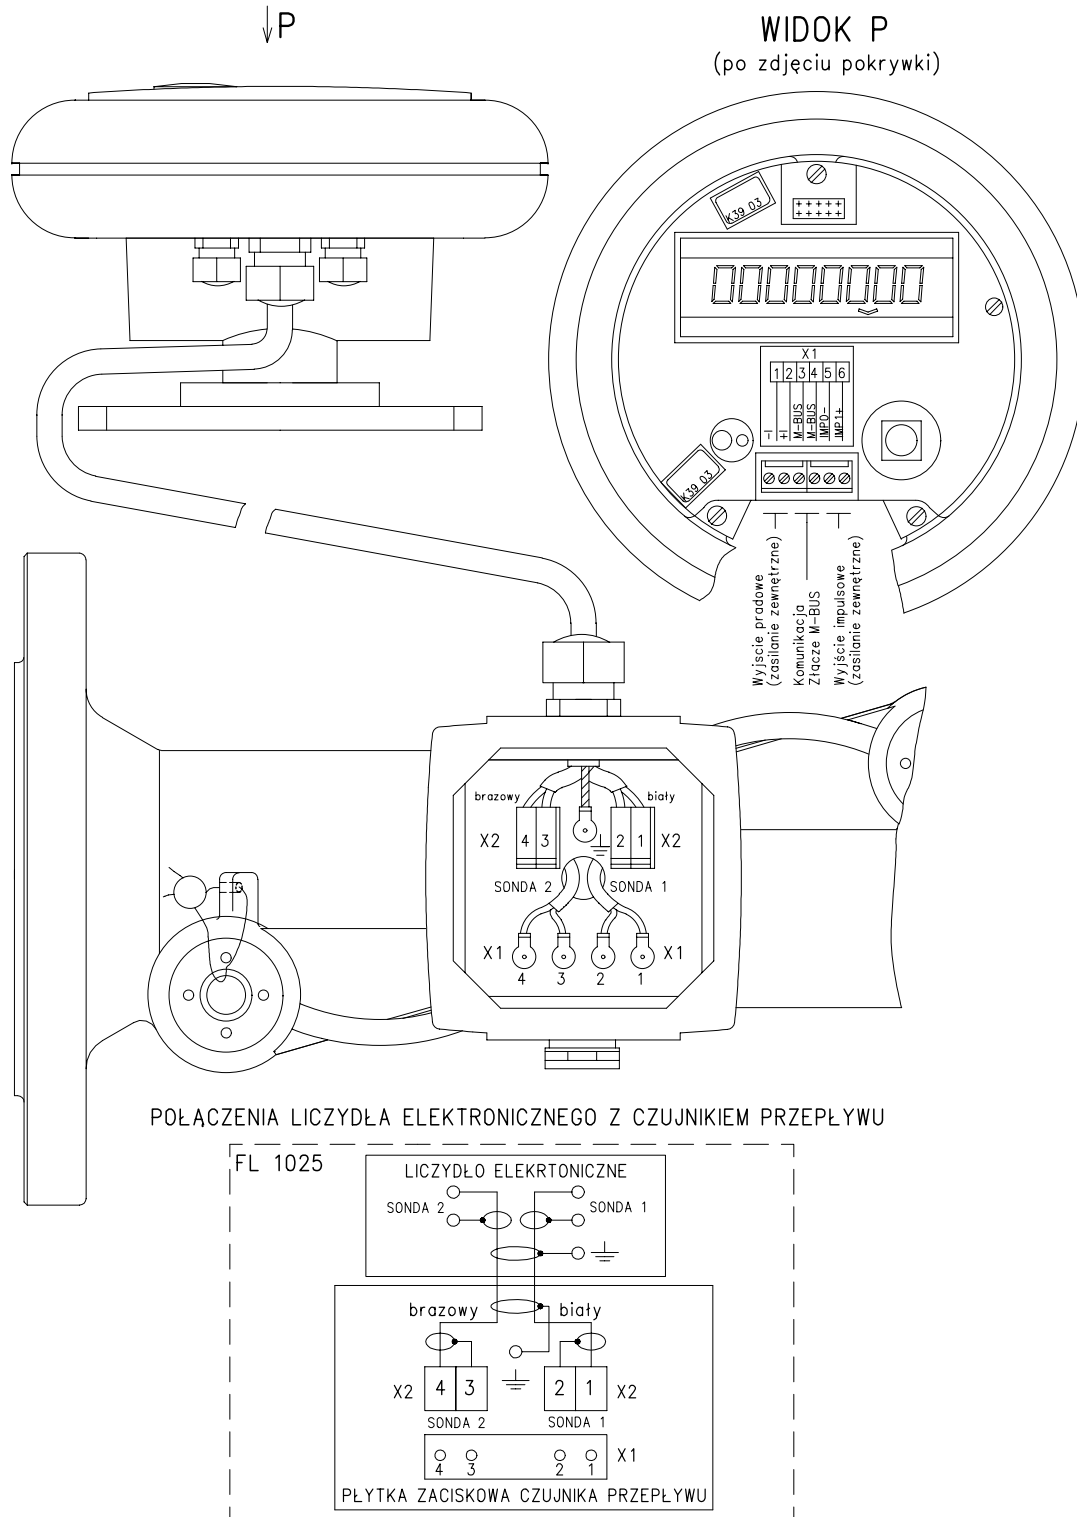 P
WIDOK P
(po zdjęciu pokrywki)
K39 03
00000000
X1
1 2 3 4 5 6
-I
+I
M-BUS
M-BUS
IMPO-
IMP1+
K39 03
Wyjscie pradowe
(zasilanie zewnętrzne)
Komunikacja
Złącze M-BUS
Wyjście impulsowe
(zasilanie zewnętrzne)
brazowy biały
X2 4 3 2 1 X2
SONDA 2 SONDA 1
X1 X1
4 3 2 1
POŁĄCZENIA LICZYDŁA ELEKTRONICZNEGO Z CZUJNIKIEM PRZEPŁYWU
FL 1025
LICZYDŁO ELEKRTONICZNE
SONDA 2 SONDA 1
brazowy biały
X2 4 3 2 1 X2
SONDA 2 SONDA 1
X1
4 3 2 1
PŁYTKA ZACISKOWA CZUJNIKA PRZEPŁYWU